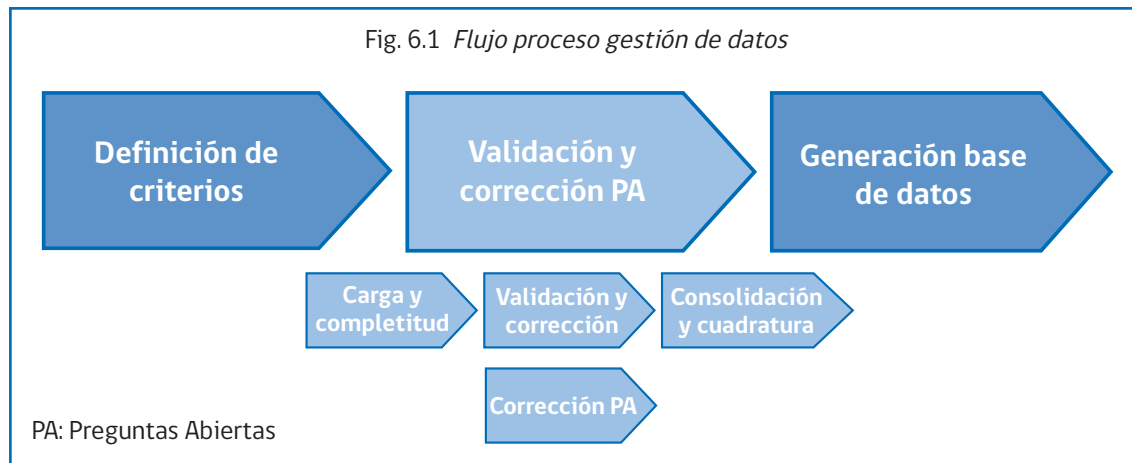 Fig. 6.1 Flujo proceso gestión de datos
Definición de
criterios
Validación y
corrección PA
Generación base
de datos
Carga y
completitud
Validación y
corrección
Consolidación
y cuadratura
Corrección PA
PA: Preguntas Abiertas